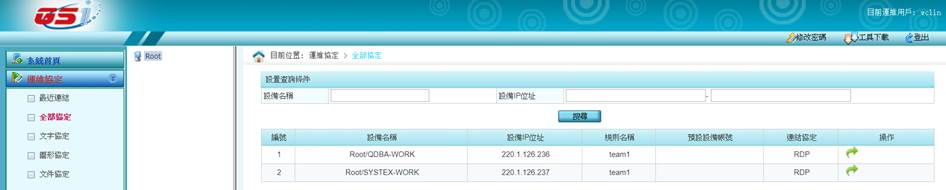 QSi
目前運維用戶： eclin
修改密碼 工具下載 登出
系統首頁
運維協定
最近連結
全部協定
文字協定
圖形協定
文件協定
Root
目前位置: 運維協定 > 全部協定
設置查詢條件
設備名稱 設備IP位址 -
搜尋
編號 設備名稱 設備IP位址 規則名稱 預設設備帳號 連結協定 操作
1 Root/QDBA-WORK 220.1.126.236 team1 RDP
2 Root/SYSTEX-WORK 220.1.126.237 team1 RDP